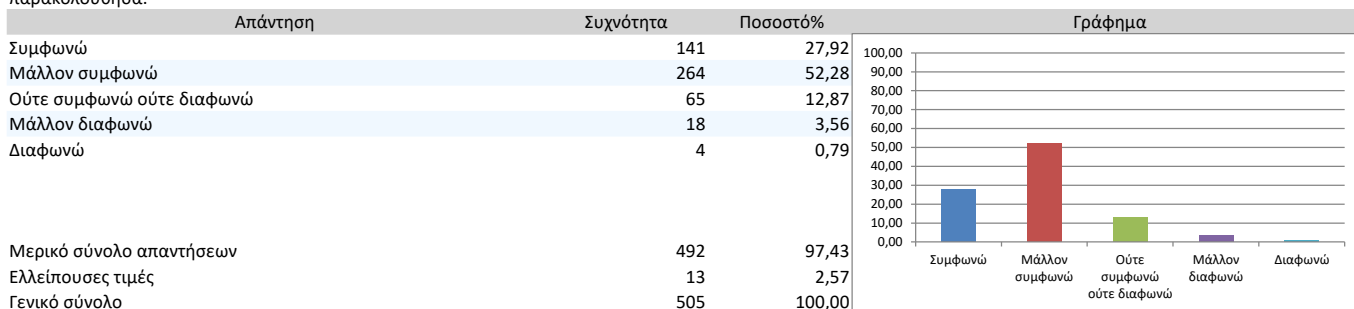 παρακολούθησα.
Απάντηση Συχνότητα Ποσοστό% Γράφημα
Συμφωνώ 141 27,92
Μάλλον συμφωνώ 264 52,28
Ούτε συμφωνώ ούτε διαφωνώ 65 12,87
Μάλλον διαφωνώ 18 3,56
Διαφωνώ 4 0,79
Μερικό σύνολο απαντήσεων 492 97,43
Ελλείπουσες τιμές 13 2,57
Γενικό σύνολο 505 100,00
100,00
90,00
80,00
70,00
60,00
50,00
40,00
30,00
20,00
10,00
0,00
Συμφωνώ Μάλλον Ούτε Μάλλον Διαφωνώ
συμφωνώ συμφωνώ διαφωνώ
ούτε διαφωνώ